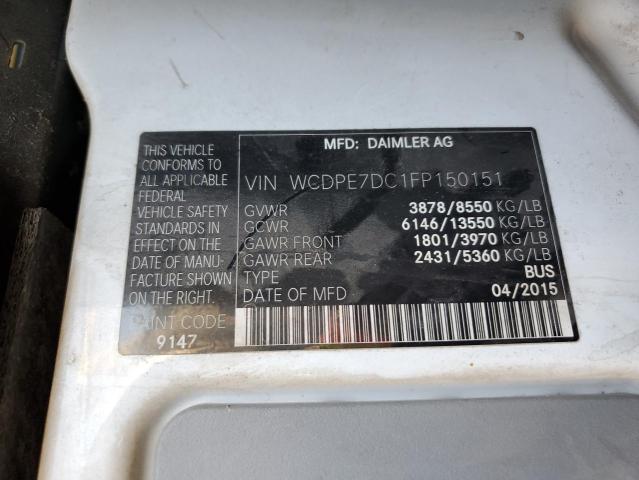 MFD: DAIMLER AG
THIS VEHICLE
CONFORMS TO
ALL APPLICABLE
FEDERAL
VEHICLE SAFETY
STANDARDS IN
EFFECT ON THE
DATE OF MANU-
FACTURE SHOWN
ON THE RIGHT.
PAINT CODE
9147
VIN WCDPE7DC1FP150151
GVWR 3878/8550 KG/LB
GCWR 6146/13550 KG/LB
GAWR FRONT 1801/3970 KG/LB
GAWR REAR 2431/5360 KG/LB
TYPE BUS
DATE OF MFD 04/2015